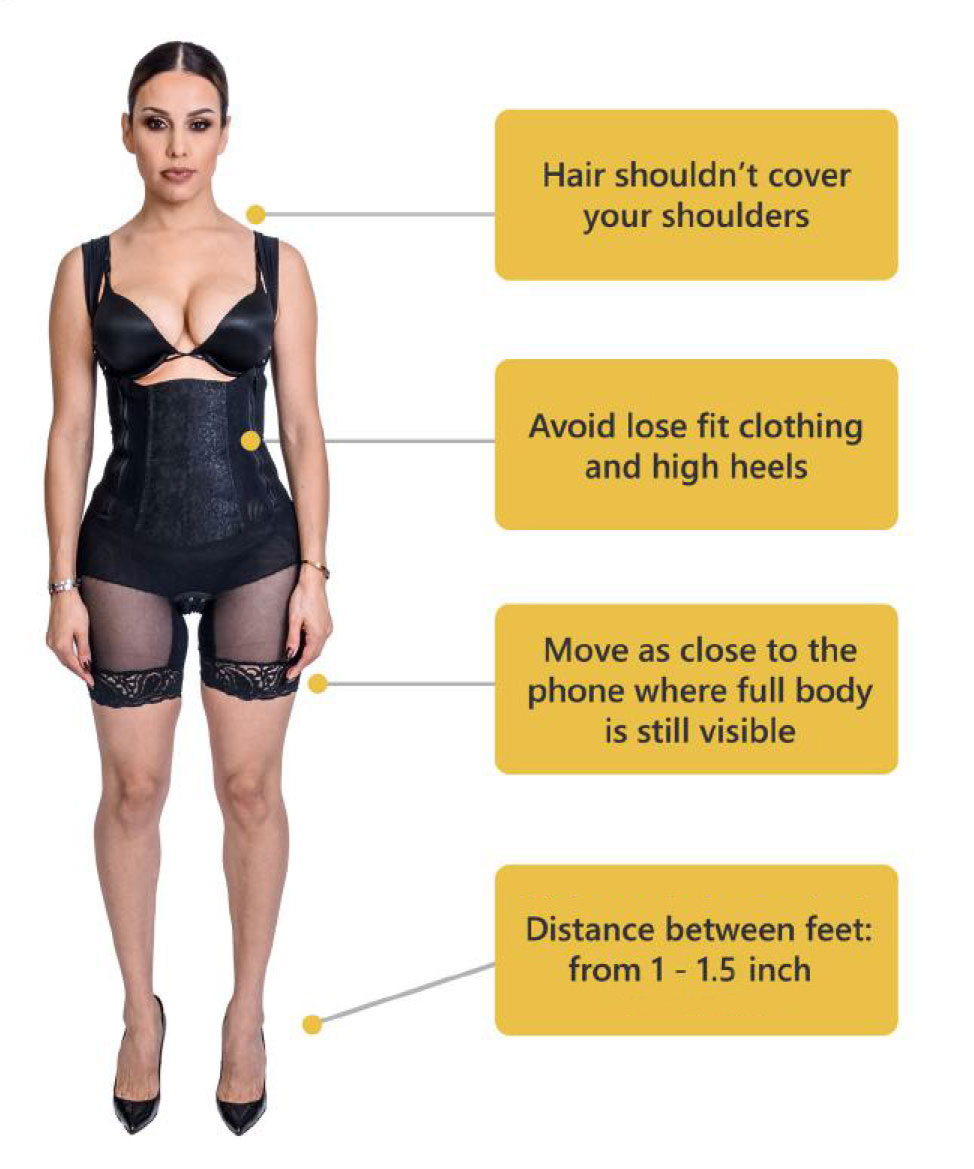 Hair shouldn’t cover
your shoulders
Avoid lose fit clothing
and high heels
Move as close to the
phone where full body
is still visible
Distance between feet:
from 1 - 1.5 inch